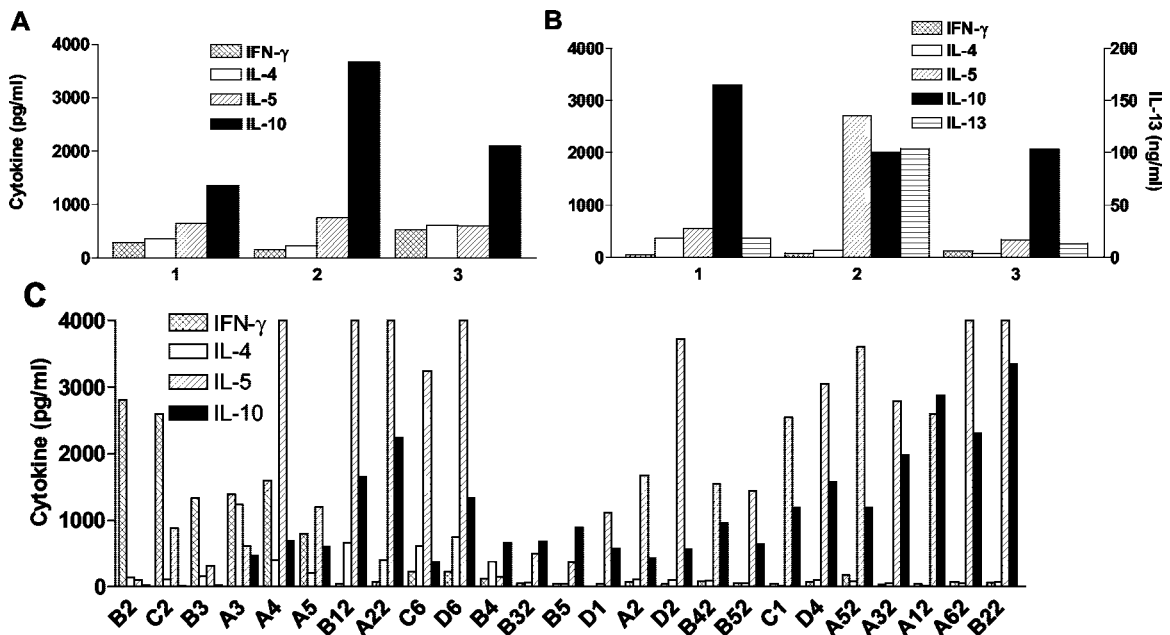 A
Cytokine (pg/ml)
4000
3000
2000
1000
0
IFN-γ
IL-4
IL-5
IL-10
1 2 3
B
4000
3000
2000
1000
0
IFN-γ
IL-4
IL-5
IL-10
IL-13
200
150
100
50
0
IL-13 (ng/ml)
1 2 3
C
Cytokine (pg/ml)
4000
3000
2000
1000
0
IFN-γ
IL-4
IL-5
IL-10
B2 C2 B3 A3 A4 A5 B12 A22 C6 D6 B4 B32 B5 D1 A2 D2 B42 B52 C1 D4 A52 A32 A12 A62 B22